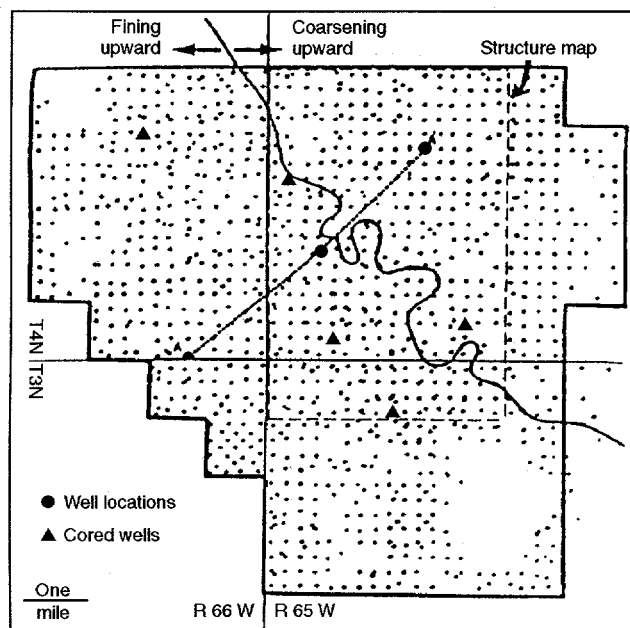 Fining
upward
Coarsening
upward
Structure map
A'
T4N
T3N
A
Well locations
Cored wells
One
mile
R 66 W
R 65 W